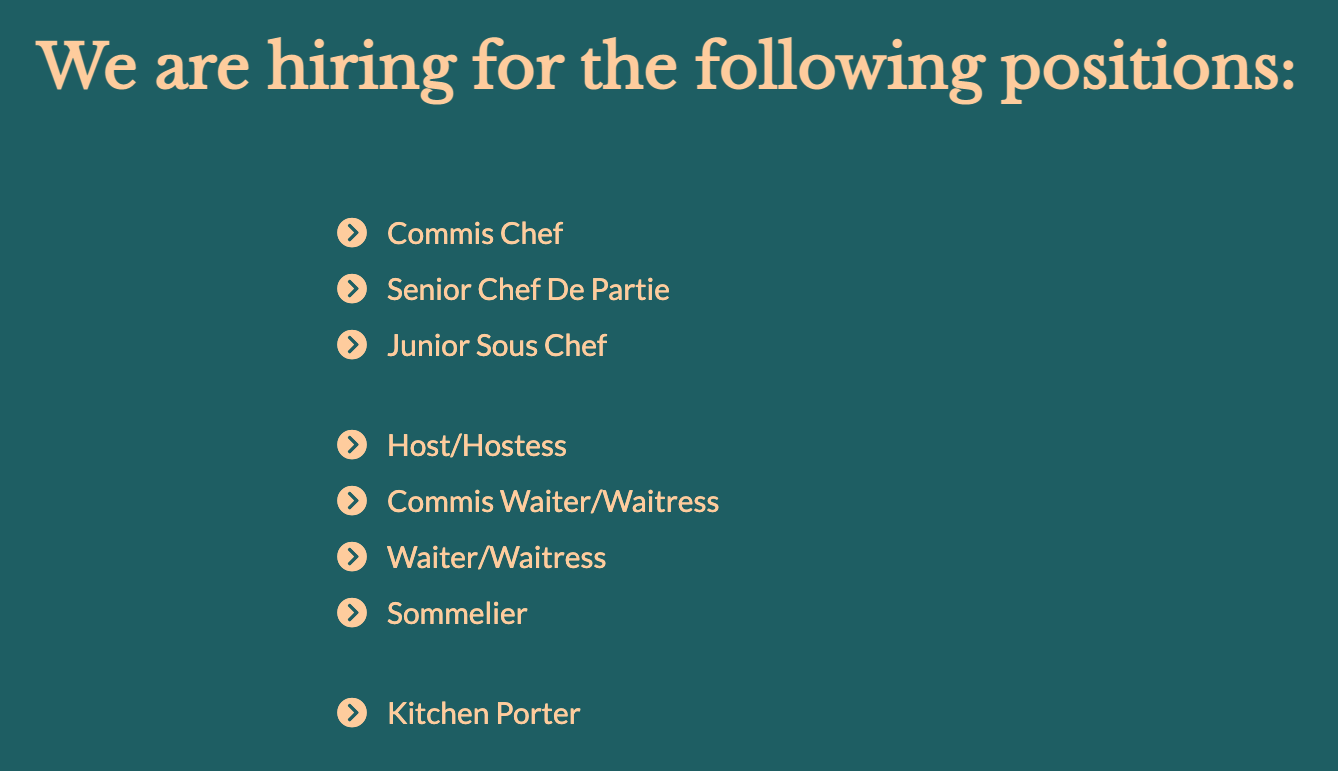 We are hiring for the following positions:
Commis Chef
Senior Chef De Partie
Junior Sous Chef
Host/Hostess
Commis Waiter/Waitress
Waiter/Waitress
Sommelier
Kitchen Porter